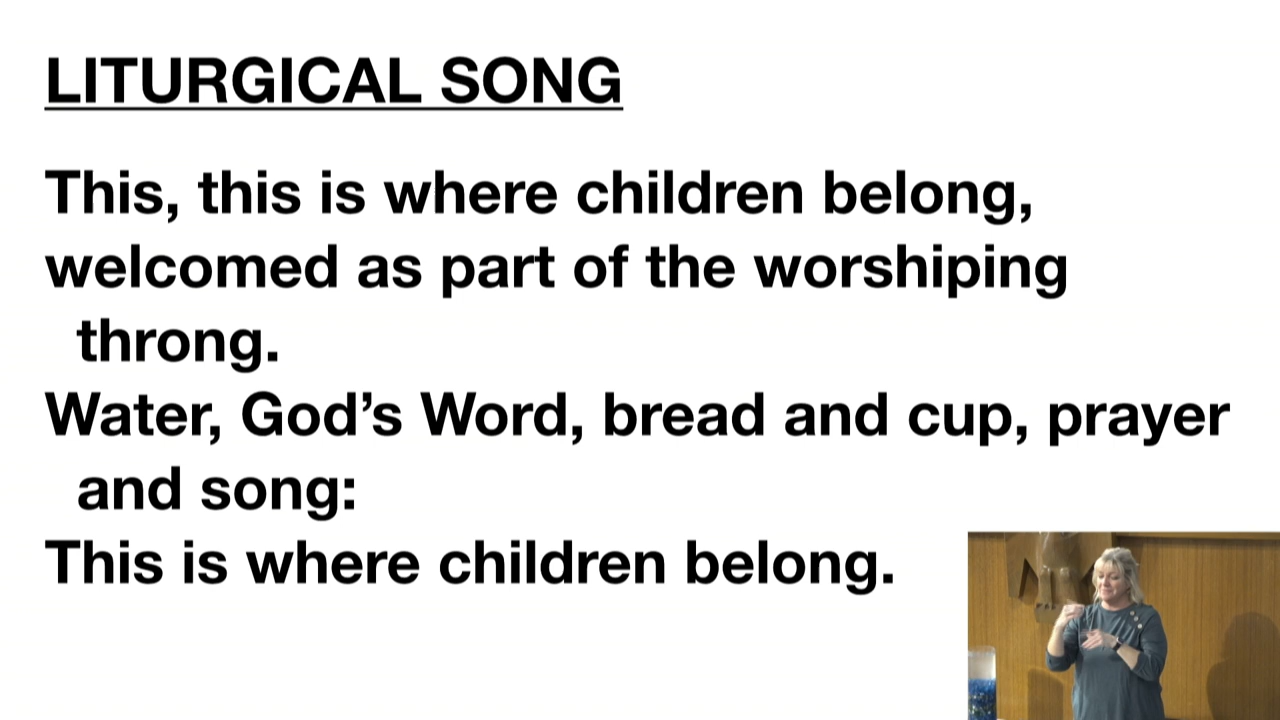 LITURGICAL SONG
This, this is where children belong,
welcomed as part of the worshiping
throng.
Water, God’s Word, bread and cup, prayer
and song:
This is where children belong.